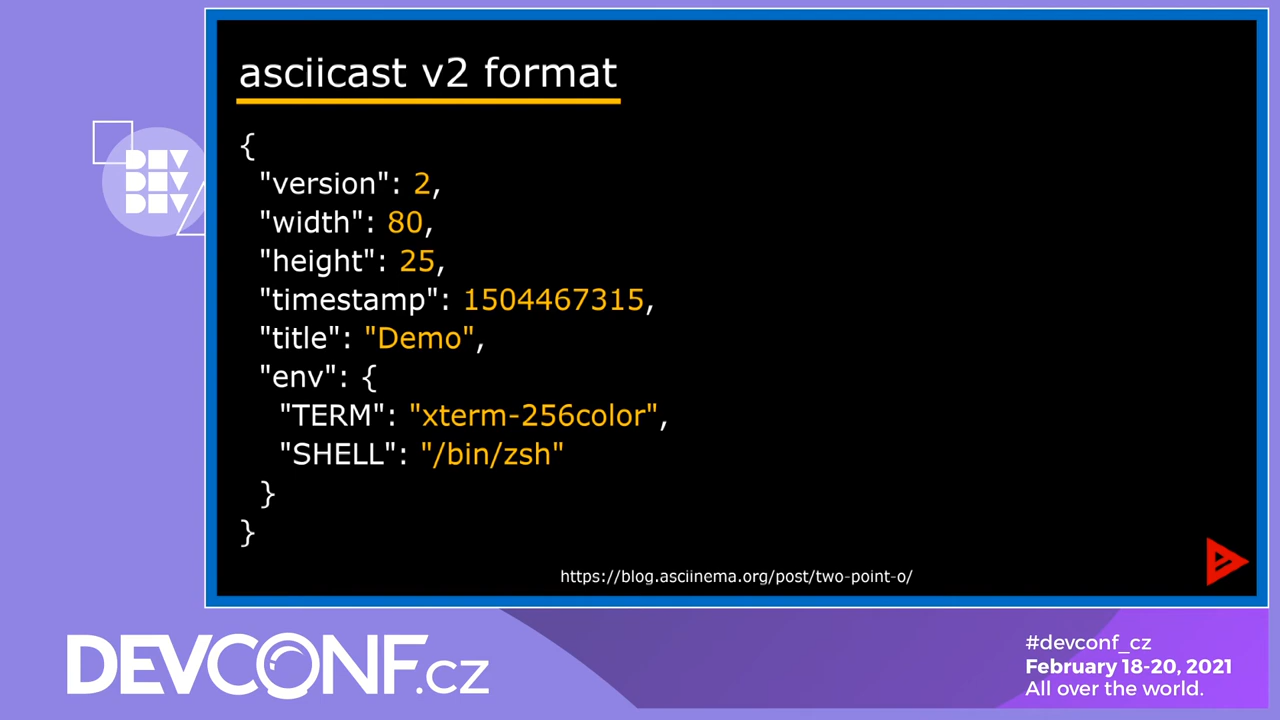 asciicast v2 format
{
"version": 2,
"width": 80,
"height": 25,
"timestamp": 1504467315,
"title": "Demo",
"env": {
"TERM": "xterm-256color",
"SHELL": "/bin/zsh"
}
}
https://blog.asciinema.org/post/two-point-o/
DEV
DEV
DEV
DEVCONF.cz
#devconf_cz
February 18-20, 2021
All over the world.